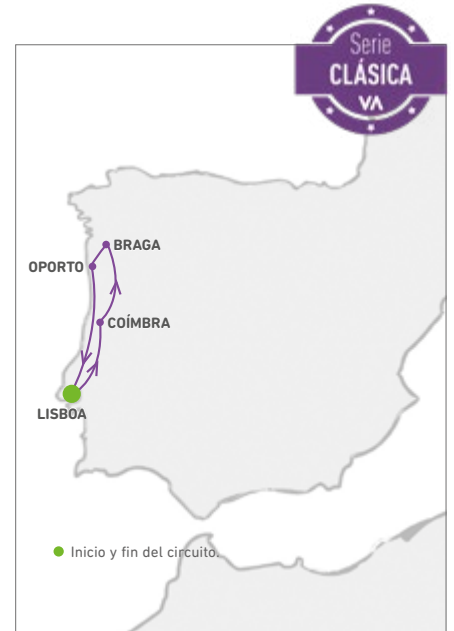 Serie
CLÁSICA
VA
BRAGA
OPORTO
COÍMBRA
LISBOA
Inicio y fin del circuito.